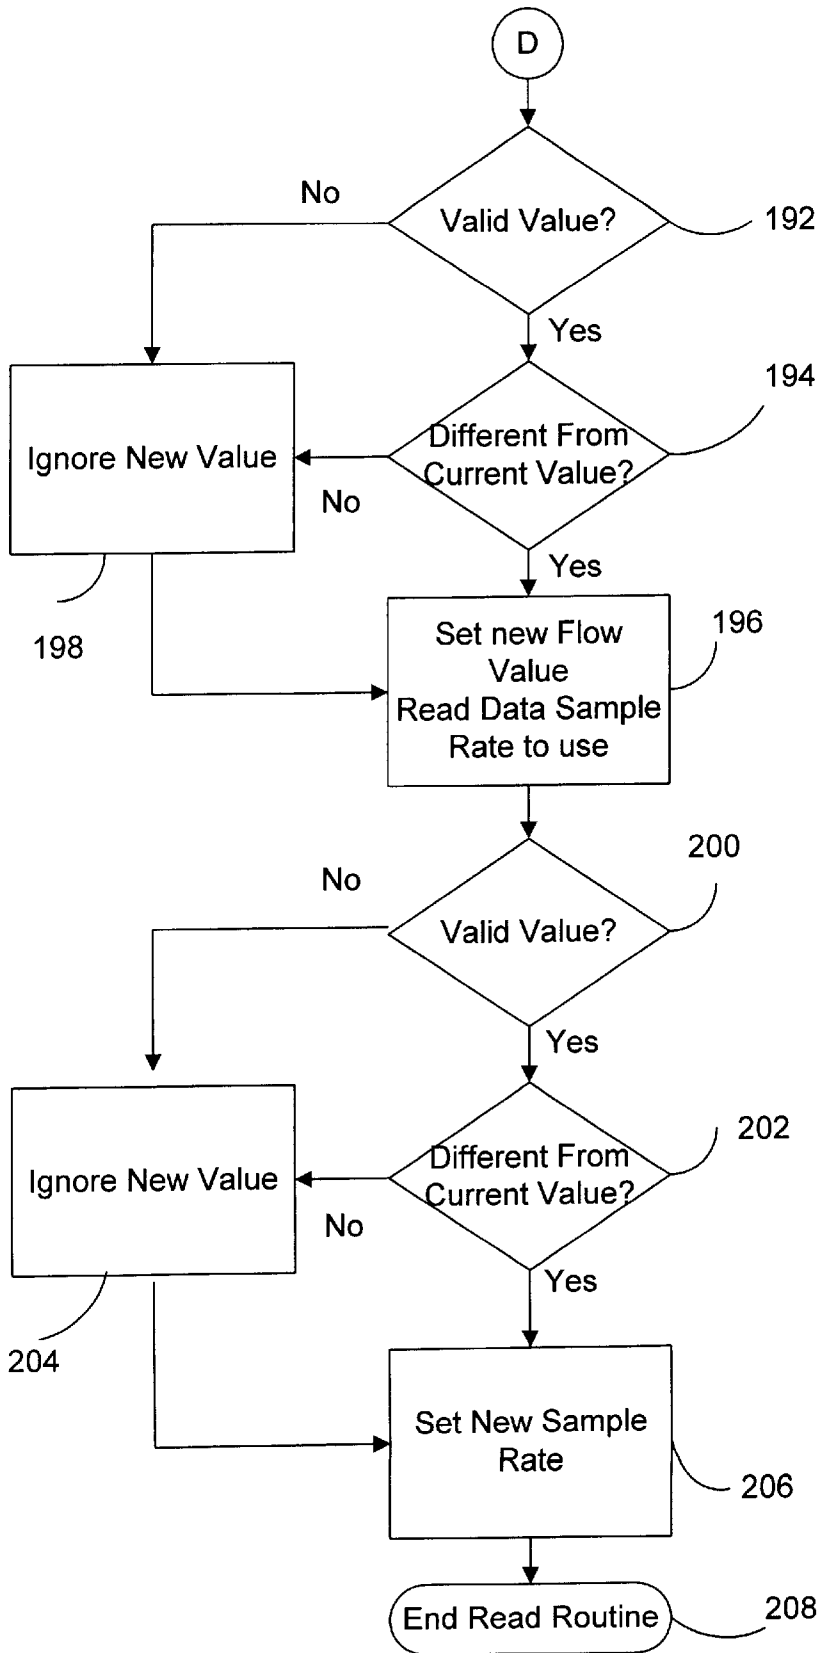 D
No
Valid Value?
192
Yes
194
Different From
Current Value?
Ignore New Value
No
Yes
198
196
Set new Flow
Value
Read Data Sample
Rate to use
200
No
Valid Value?
Yes
202
Different From
Current Value?
Ignore New Value
No
Yes
204
Set New Sample
Rate
206
End Read Routine
208